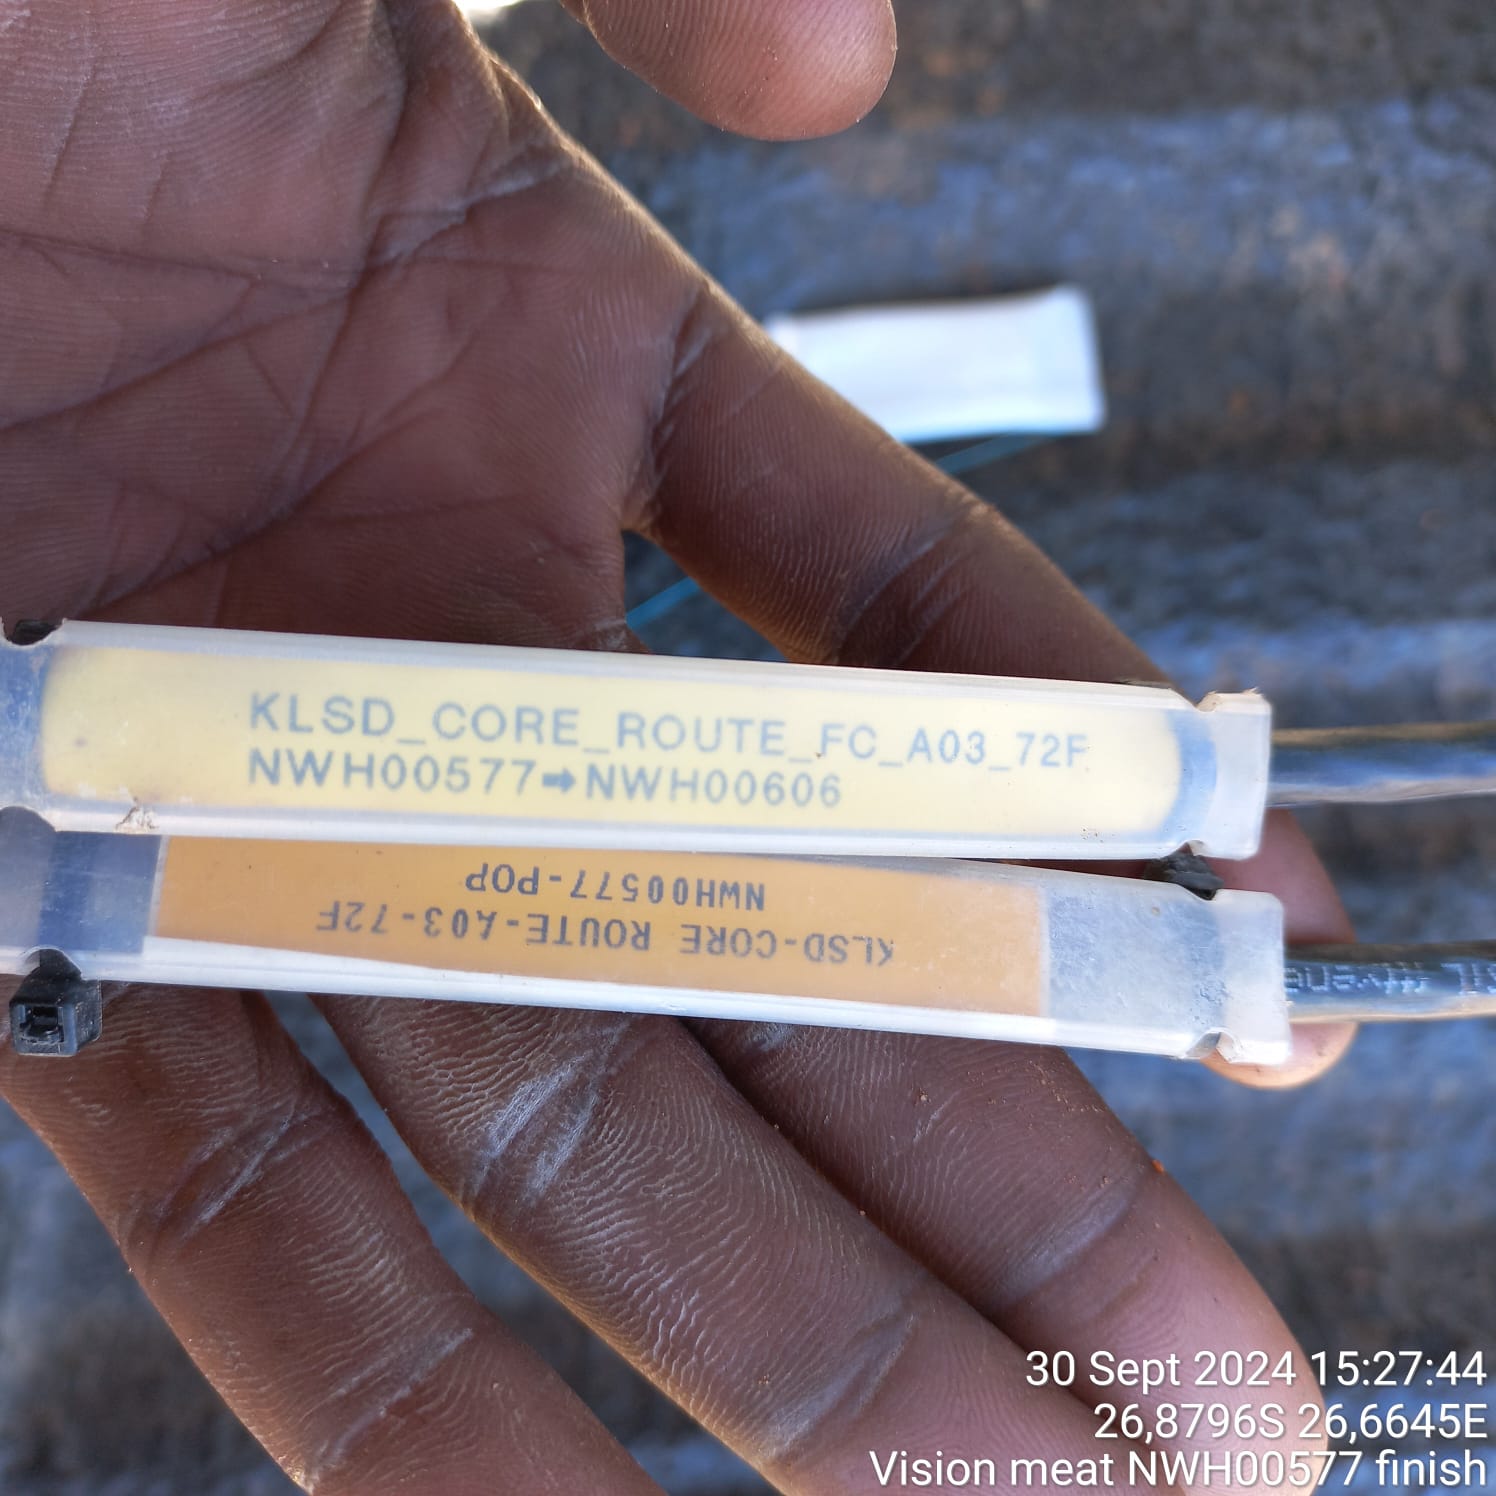 KLSD_CORE_ROUTE_FC_A03_72F
NWH00577➡NWH00606
KLSD-CORE ROUTE-A03-72F
NWH00577-POP
30 Sept 2024 15:27:44
26,8796S 26,6645E
Vision meat NWH00577 finish